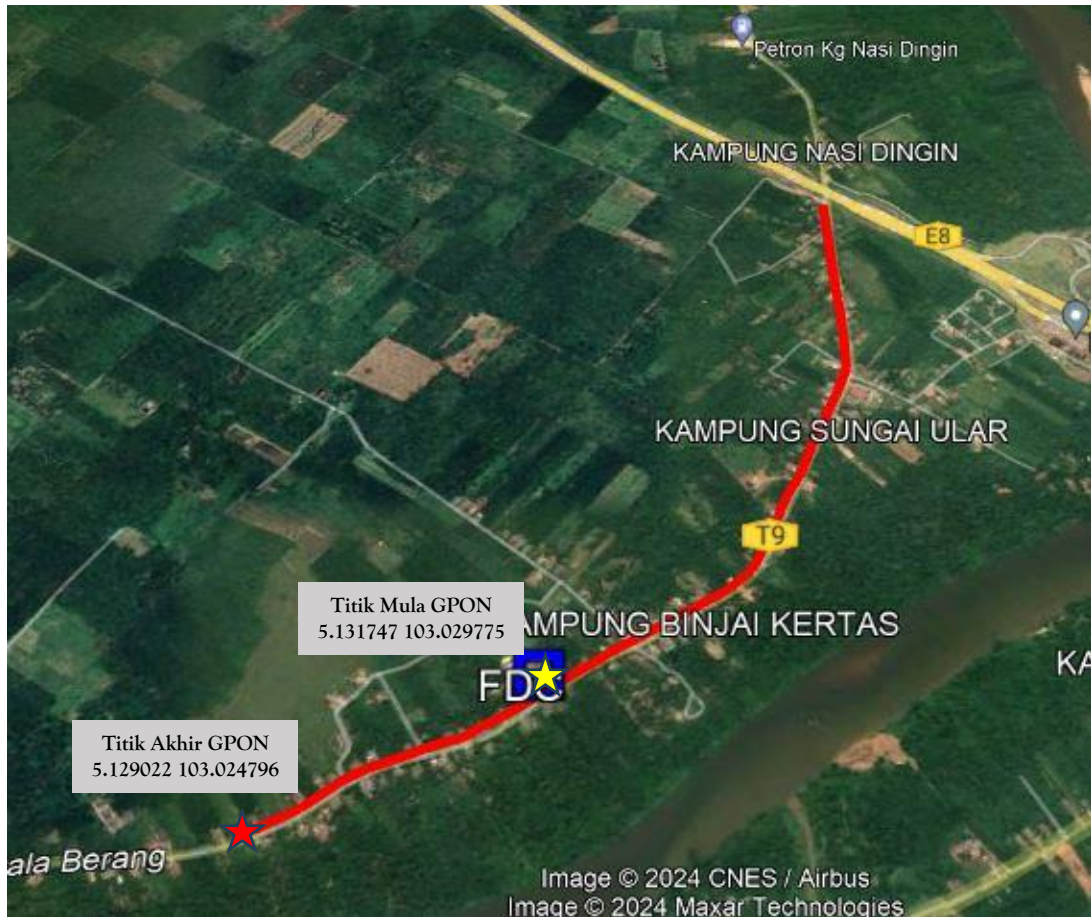 Petron Kg Nasi Dingin
KAMPUNG NASI DINGIN
E8
KAMPUNG SUNGAI ULAR
T9
Titik Mula GPON
5.131747 103.029775
AMPUNG BINJAI KERTAS
KA
FDC
Titik Akhir GPON
5.129022 103.024796
ala Berang
Image © 2024 CNES / Airbus
Image © 2024 Maxar Technologies